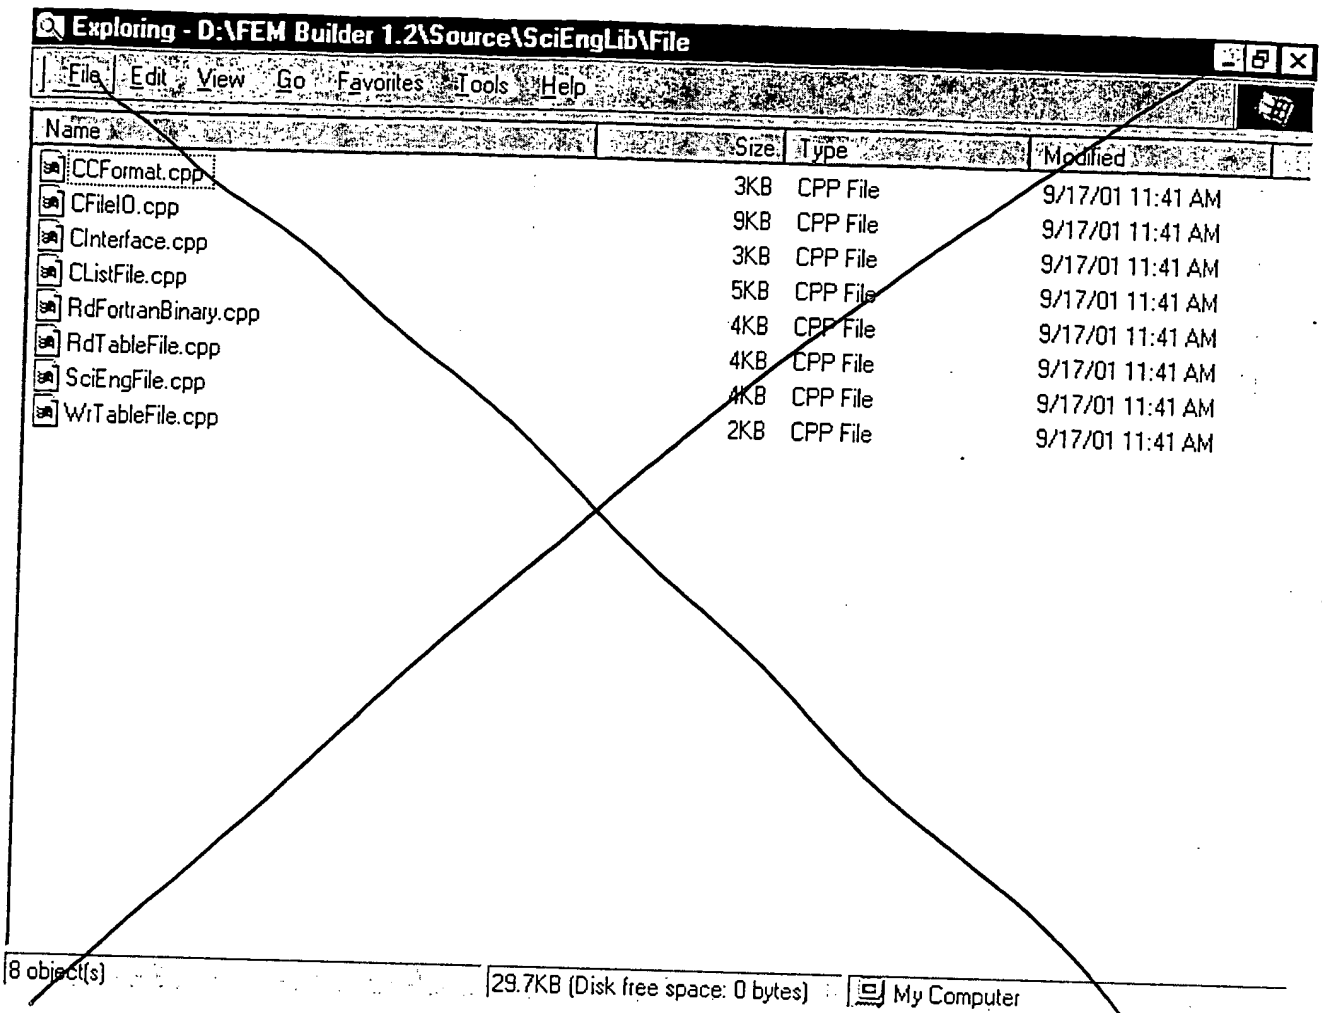 Exploring - D:\FEM Builder 1.2\Source\SciEngLib\File
File Edit View Go Favorites Tools Help
Name Size Type Modified
CCFormat.cpp 3KB CPP File 9/17/01 11:41 AM
CFileIO.cpp 9KB CPP File 9/17/01 11:41 AM
CInterface.cpp 3KB CPP File 9/17/01 11:41 AM
CListFile.cpp 5KB CPP File 9/17/01 11:41 AM
RdFortranBinary.cpp 4KB CPP File 9/17/01 11:41 AM
RdTableFile.cpp 4KB CPP File 9/17/01 11:41 AM
SciEngFile.cpp 4KB CPP File 9/17/01 11:41 AM
WrTableFile.cpp 2KB CPP File 9/17/01 11:41 AM
8 object(s) 29.7KB (Disk free space: 0 bytes) My Computer